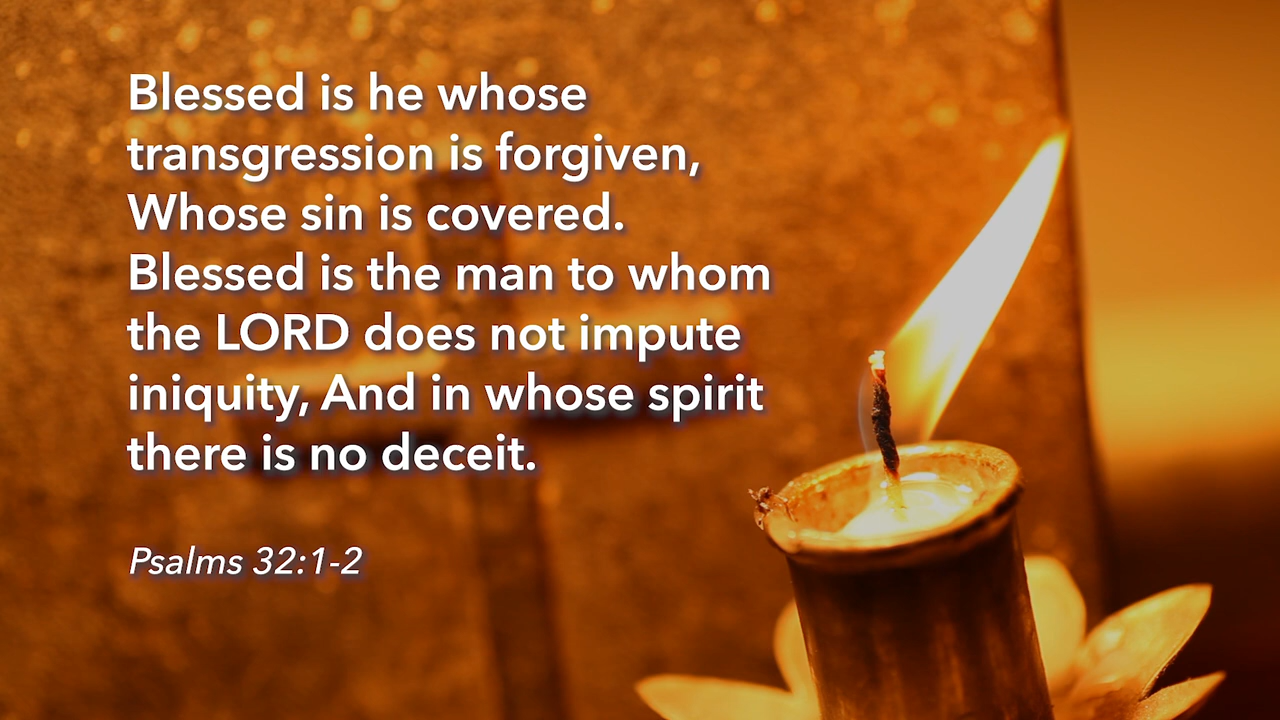 Blessed is he whose
transgression is forgiven,
Whose sin is covered.
Blessed is the man to whom
the LORD does not impute
iniquity, And in whose spirit
there is no deceit.
Psalms 32:1-2